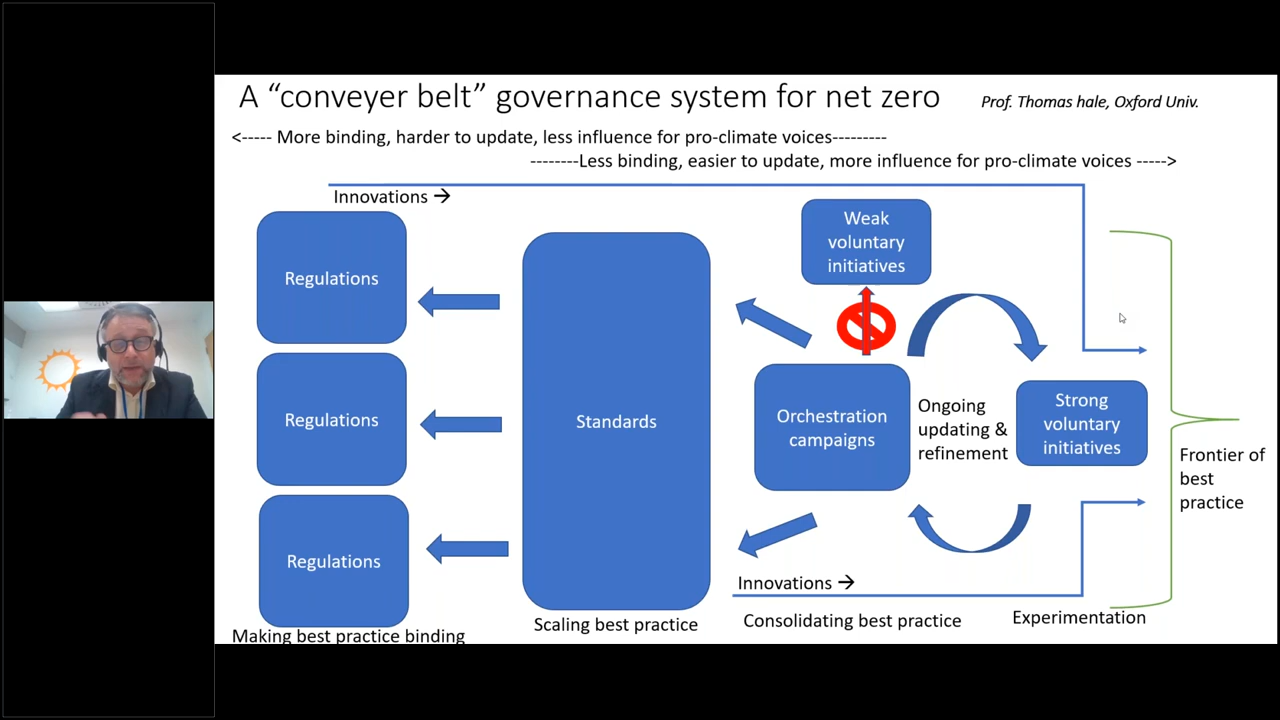 A “conveyer belt” governance system for net zero
Prof. Thomas hale, Oxford Univ.
<----- More binding, harder to update, less influence for pro-climate voices---------
--------Less binding, easier to update, more influence for pro-climate voices ----->
Innovations →
Regulations
Regulations
Regulations
Making best practice binding
Standards
Scaling best practice
Weak
voluntary
initiatives
Orchestration
campaigns
Ongoing
updating &
refinement
Strong
voluntary
initiatives
Innovations →
Consolidating best practice
Experimentation
Frontier of
best
practice